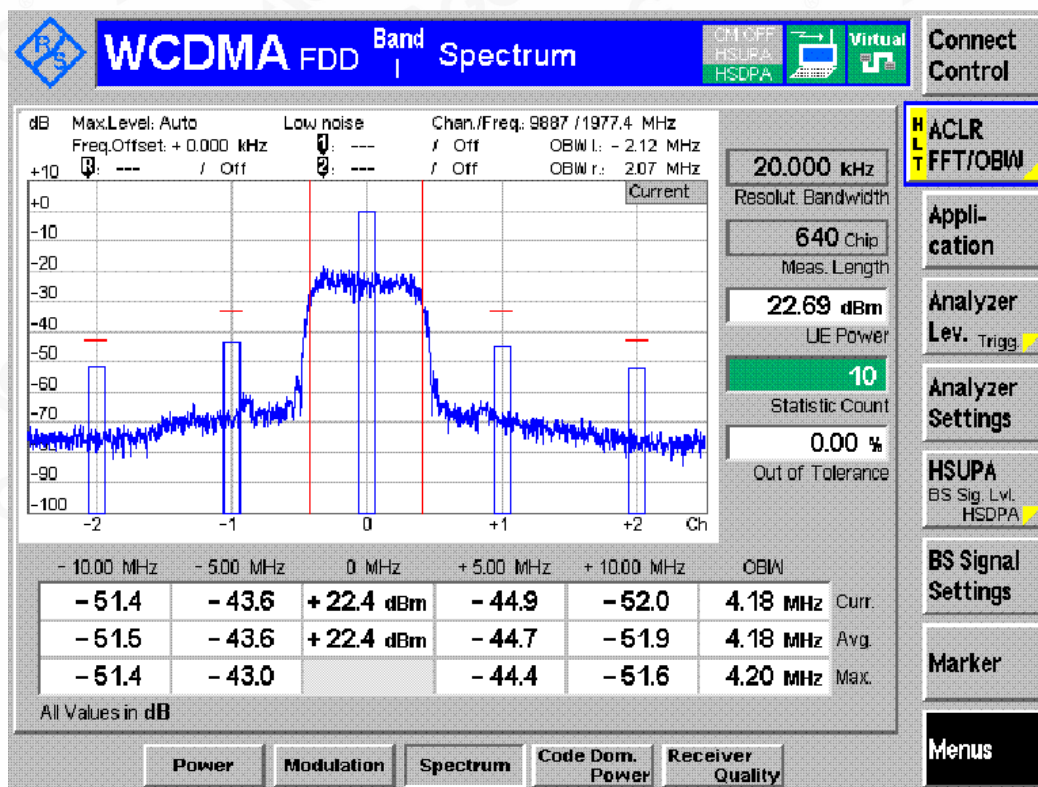 R&S
WCDMA FDD Band I Spectrum
HSUPA
HSDPA
Virtual
Connect
Control
dB Max.Level: Auto Low noise Chan./Freq.: 9887 / 1977.4 MHz
Freq.Offset: + 0.000 kHz 1: --- / Off OBW l.: - 2.12 MHz
R: --- / Off 2: --- / Off OBW r.: 2.07 MHz
Current
+10
+0
-10
-20
-30
-40
-50
-60
-70
-80
-90
-100
-2 -1 0 +1 +2 Ch
20.000 kHz
Resolut. Bandwidth
640 Chip
Meas. Length
22.69 dBm
UE Power
10
Statistic Count
0.00 %
Out of Tolerance
HLT
ACLR
FFT/OBW
Appli-
cation
Analyzer
Lev. Trigg.
Analyzer
Settings
HSUPA
BS Sig. Lvl.
HSDPA
BS Signal
Settings
Marker
Menus
- 10.00 MHz - 5.00 MHz 0 MHz + 5.00 MHz + 10.00 MHz OBW
- 51.4 - 43.6 + 22.4 dBm - 44.9 - 52.0 4.18 MHz Curr.
- 51.5 - 43.6 + 22.4 dBm - 44.7 - 51.9 4.18 MHz Avg.
- 51.4 - 43.0 - 44.4 - 51.6 4.20 MHz Max.
All Values in dB
Power
Modulation
Spectrum
Code Dom.
Power
Receiver
Quality